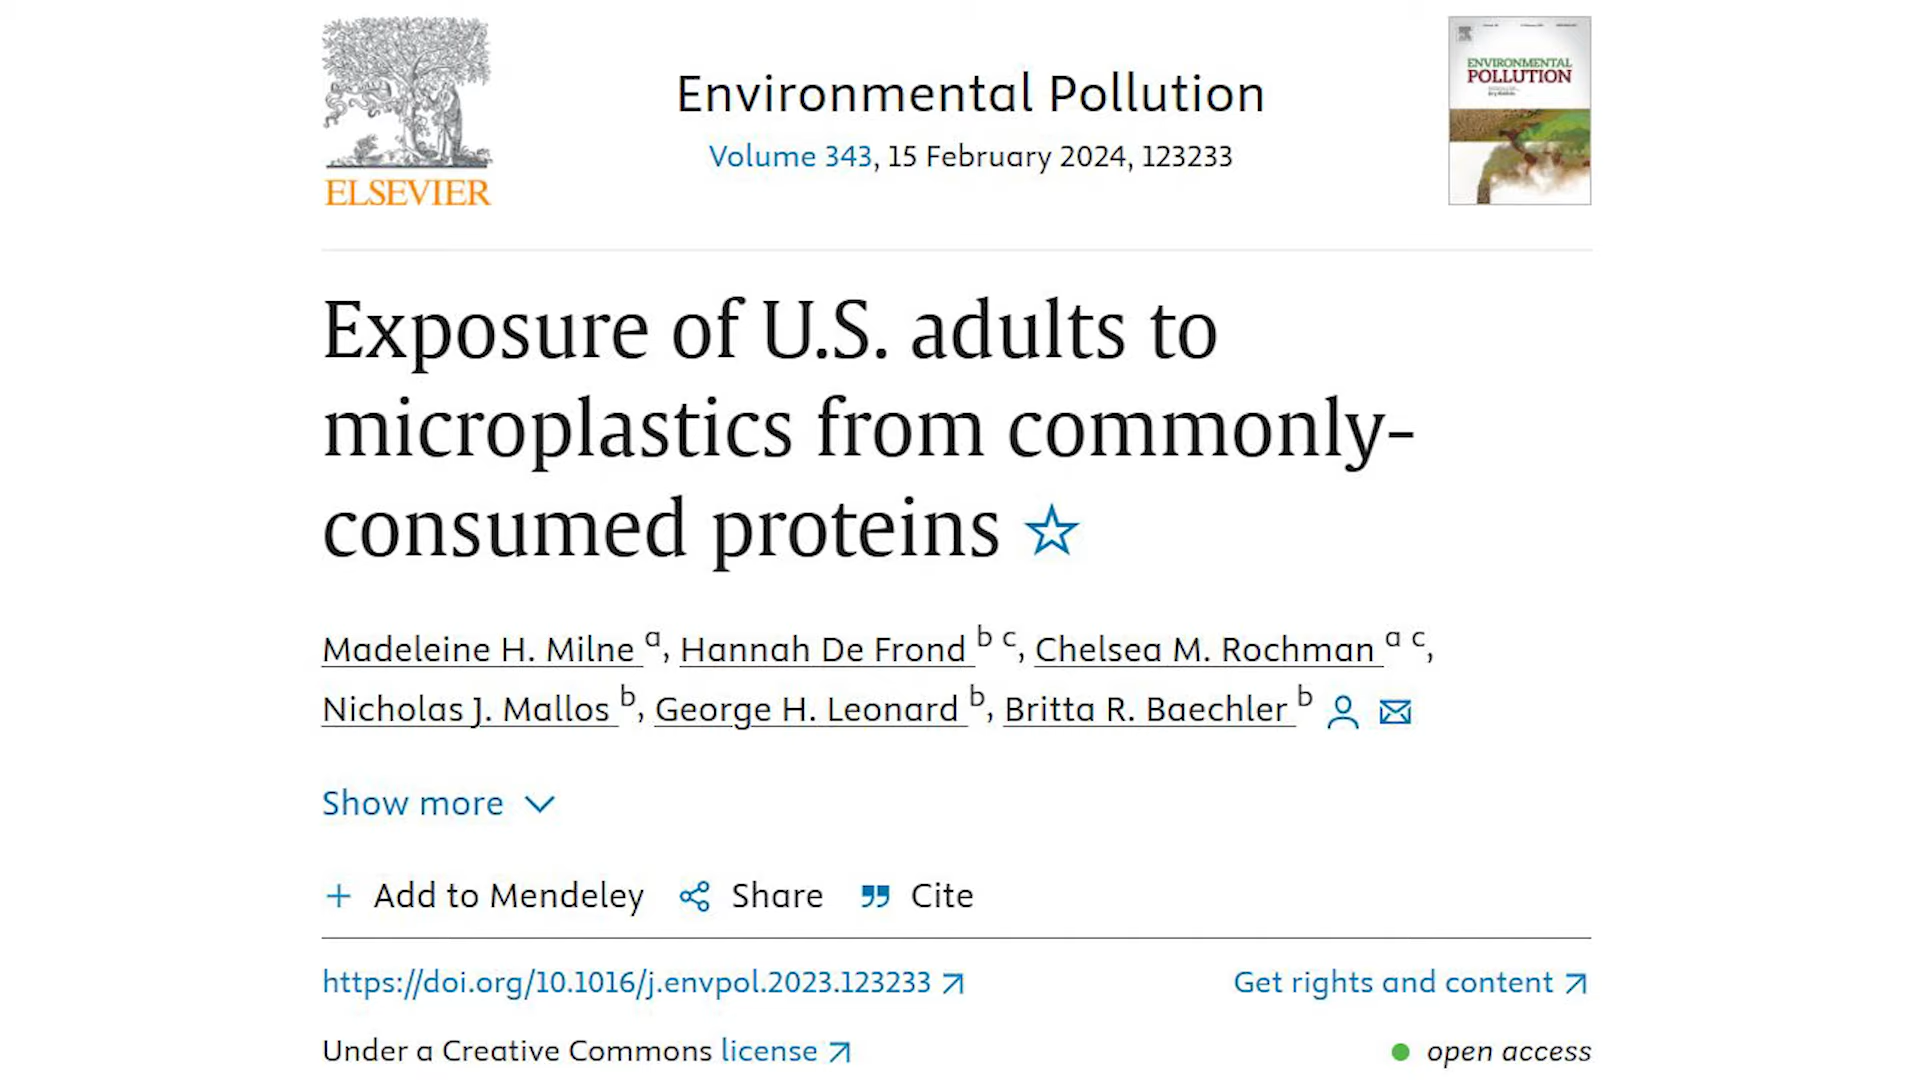 ELSEVIER
Environmental Pollution
Volume 343, 15 February 2024, 123233
ENVIRONMENTAL
POLLUTION
Exposure of U.S. adults to
microplastics from commonly-
consumed proteins ☆
Madeleine H. Milne a, Hannah De Frond b c, Chelsea M. Rochman a c,
Nicholas J. Mallos b, George H. Leonard b, Britta R. Baechler b
Show more
+ Add to Mendeley Share Cite
https://doi.org/10.1016/j.envpol.2023.123233
Get rights and content
Under a Creative Commons license
open access